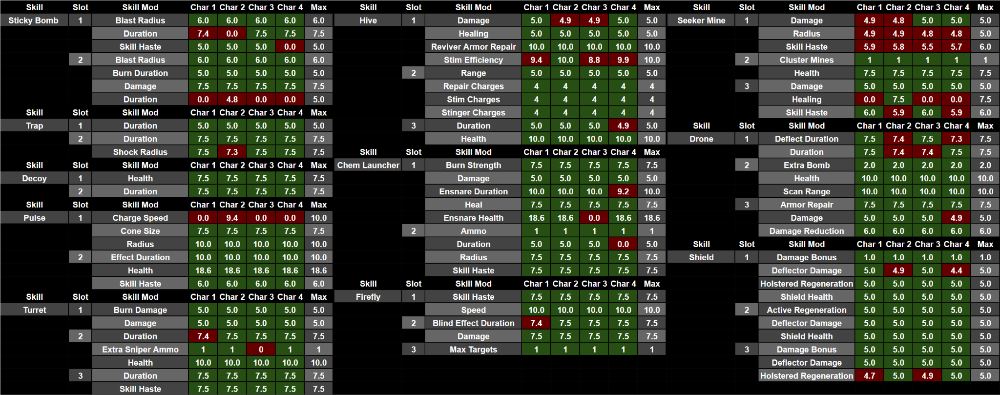 Skill Slot Skill Mod Char 1 Char 2 Char 3 Char 4 Max
Sticky Bomb 1 Blast Radius 6.0 6.0 6.0 6.0 6.0
Duration 7.4 0.0 7.5 7.5 7.5
Skill Haste 5.0 5.0 5.0 0.0 5.0
2 Blast Radius 6.0 6.0 6.0 6.0 6.0
Burn Duration 5.0 5.0 5.0 5.0 5.0
Damage 7.5 7.5 7.5 7.5 7.5
Duration 0.0 4.8 0.0 0.0 5.0
Skill Slot Skill Mod Char 1 Char 2 Char 3 Char 4 Max
Trap 1 Duration 5.0 5.0 5.0 5.0 5.0
2 Duration 7.5 7.5 7.5 7.5 7.5
Shock Radius 7.5 7.3 7.5 7.5 7.5
Skill Slot Skill Mod Char 1 Char 2 Char 3 Char 4 Max
Decoy 1 Health 7.5 7.5 7.5 7.5 7.5
2 Duration 7.5 7.5 7.5 7.5 7.5
Skill Slot Skill Mod Char 1 Char 2 Char 3 Char 4 Max
Pulse 1 Charge Speed 0.0 9.4 0.0 0.0 10.0
Cone Size 7.5 7.5 7.5 7.5 7.5
Radius 10.0 10.0 10.0 10.0 10.0
2 Effect Duration 10.0 10.0 10.0 10.0 10.0
Health 18.6 18.6 18.6 18.6 18.6
Skill Haste 6.0 6.0 6.0 6.0 6.0
Skill Slot Skill Mod Char 1 Char 2 Char 3 Char 4 Max
Turret 1 Burn Damage 5.0 5.0 5.0 5.0 5.0
Damage 5.0 5.0 5.0 5.0 5.0
2 Duration 7.4 7.5 7.5 7.5 7.5
Extra Sniper Ammo 1 1 0 1 1
Health 10.0 10.0 10.0 10.0 10.0
3 Duration 7.5 7.5 7.5 7.5 7.5
Skill Haste 7.5 7.5 7.5 7.5 7.5
Skill Slot Skill Mod Char 1 Char 2 Char 3 Char 4 Max
Hive 1 Damage 5.0 4.9 4.9 5.0 5.0
Healing 5.0 5.0 5.0 5.0 5.0
Reviver Armor Repair 10.0 10.0 10.0 10.0 10.0
Stim Efficiency 9.4 10.0 8.8 9.9 10.0
2 Range 5.0 5.0 5.0 5.0 5.0
Repair Charges 4 4 4 4 4
Stim Charges 4 4 4 4 4
Stinger Charges 4 4 4 4 4
3 Duration 5.0 5.0 5.0 4.9 5.0
Health 10.0 10.0 10.0 10.0 10.0
Skill Slot Skill Mod Char 1 Char 2 Char 3 Char 4 Max
Chem Launcher 1 Burn Strength 7.5 7.5 7.5 7.5 7.5
Damage 5.0 5.0 5.0 5.0 5.0
Ensnare Duration 10.0 10.0 10.0 9.2 10.0
Heal 7.5 7.5 7.5 7.5 7.5
Ensnare Health 18.6 18.6 0.0 18.6 18.6
2 Ammo 1 1 1 1 1
Duration 5.0 5.0 5.0 0.0 5.0
Radius 7.5 7.5 7.5 7.5 7.5
Skill Haste 7.5 7.5 7.5 7.5 7.5
Skill Slot Skill Mod Char 1 Char 2 Char 3 Char 4 Max
Firefly 1 Skill Haste 7.5 7.5 7.5 7.5 7.5
Speed 10.0 10.0 10.0 10.0 10.0
2 Blind Effect Duration 7.4 7.5 7.5 7.5 7.5
Damage 7.5 7.5 7.5 7.5 7.5
3 Max Targets 1 1 1 1 1
Skill Slot Skill Mod Char 1 Char 2 Char 3 Char 4 Max
Seeker Mine 1 Damage 4.9 4.8 5.0 5.0 5.0
Radius 4.9 4.9 4.8 4.8 5.0
Skill Haste 5.9 5.8 5.5 5.7 6.0
2 Cluster Mines 1 1 1 1 1
Health 7.5 7.5 7.5 7.5 7.5
3 Damage 5.0 5.0 5.0 5.0 5.0
Healing 0.0 7.5 0.0 0.0 7.5
Skill Haste 6.0 5.9 6.0 5.9 6.0
Skill Slot Skill Mod Char 1 Char 2 Char 3 Char 4 Max
Drone 1 Deflect Duration 7.5 7.4 7.5 7.3 7.5
Duration 7.5 7.4 7.4 7.5 7.5
2 Extra Bomb 2.0 2.0 2.0 2.0 2.0
Health 10.0 10.0 10.0 10.0 10.0
Scan Range 10.0 10.0 10.0 10.0 10.0
3 Armor Repair 7.5 7.5 7.5 7.5 7.5
Damage 5.0 5.0 5.0 4.9 5.0
Damage Reduction 6.0 6.0 6.0 6.0 6.0
Skill Slot Skill Mod Char 1 Char 2 Char 3 Char 4 Max
Shield 1 Damage Bonus 1.0 1.0 1.0 1.0 1.0
Deflector Damage 5.0 4.9 5.0 4.4 5.0
Holstered Regeneration 5.0 5.0 5.0 5.0 5.0
Shield Health 5.0 5.0 5.0 5.0 5.0
2 Active Regeneration 5.0 5.0 5.0 5.0 5.0
Deflector Damage 5.0 5.0 5.0 5.0 5.0
Shield Health 5.0 5.0 5.0 5.0 5.0
3 Damage Bonus 5.0 5.0 5.0 5.0 5.0
Deflector Damage 5.0 5.0 5.0 5.0 5.0
Holstered Regeneration 4.7 5.0 4.9 5.0 5.0